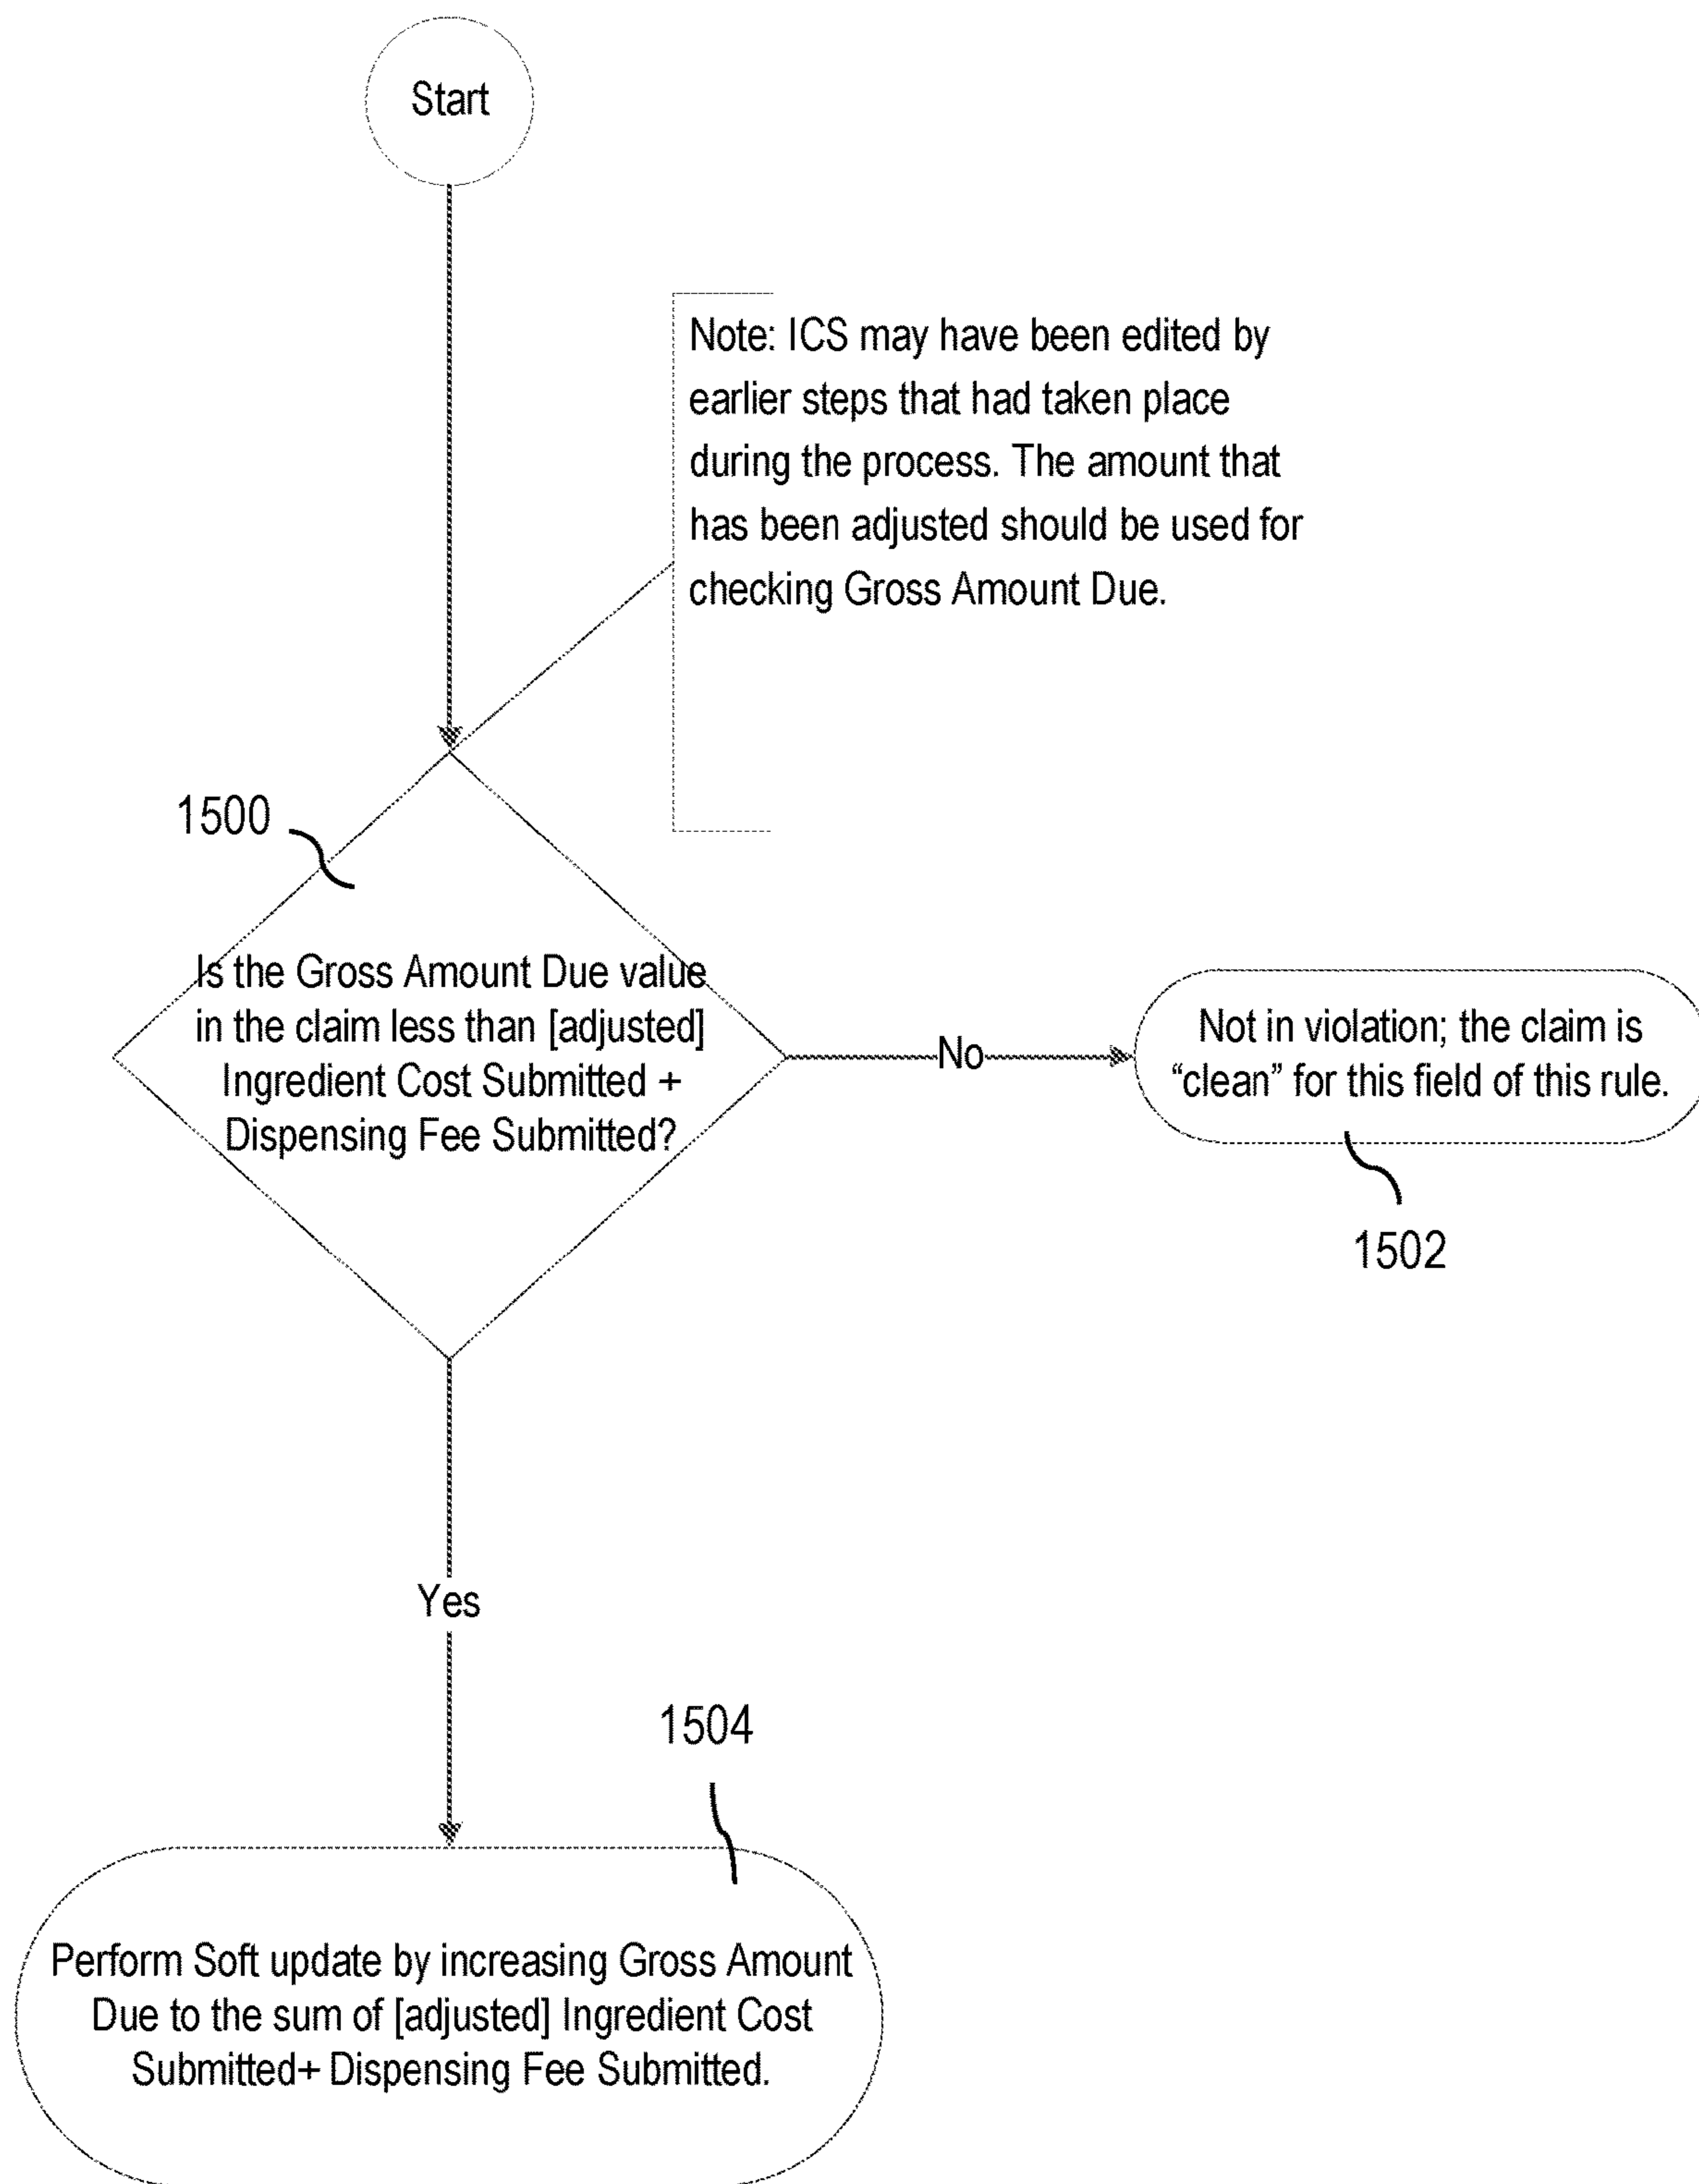 Start
Note: ICS may have been edited by
earlier steps that had taken place
during the process. The amount that
has been adjusted should be used for
checking Gross Amount Due.
1500
Is the Gross Amount Due value
in the claim less than [adjusted]
Ingredient Cost Submitted +
Dispensing Fee Submitted?
No
Not in violation; the claim is
“clean” for this field of this rule.
1502
Yes
1504
Perform Soft update by increasing Gross Amount
Due to the sum of [adjusted] Ingredient Cost
Submitted+ Dispensing Fee Submitted.